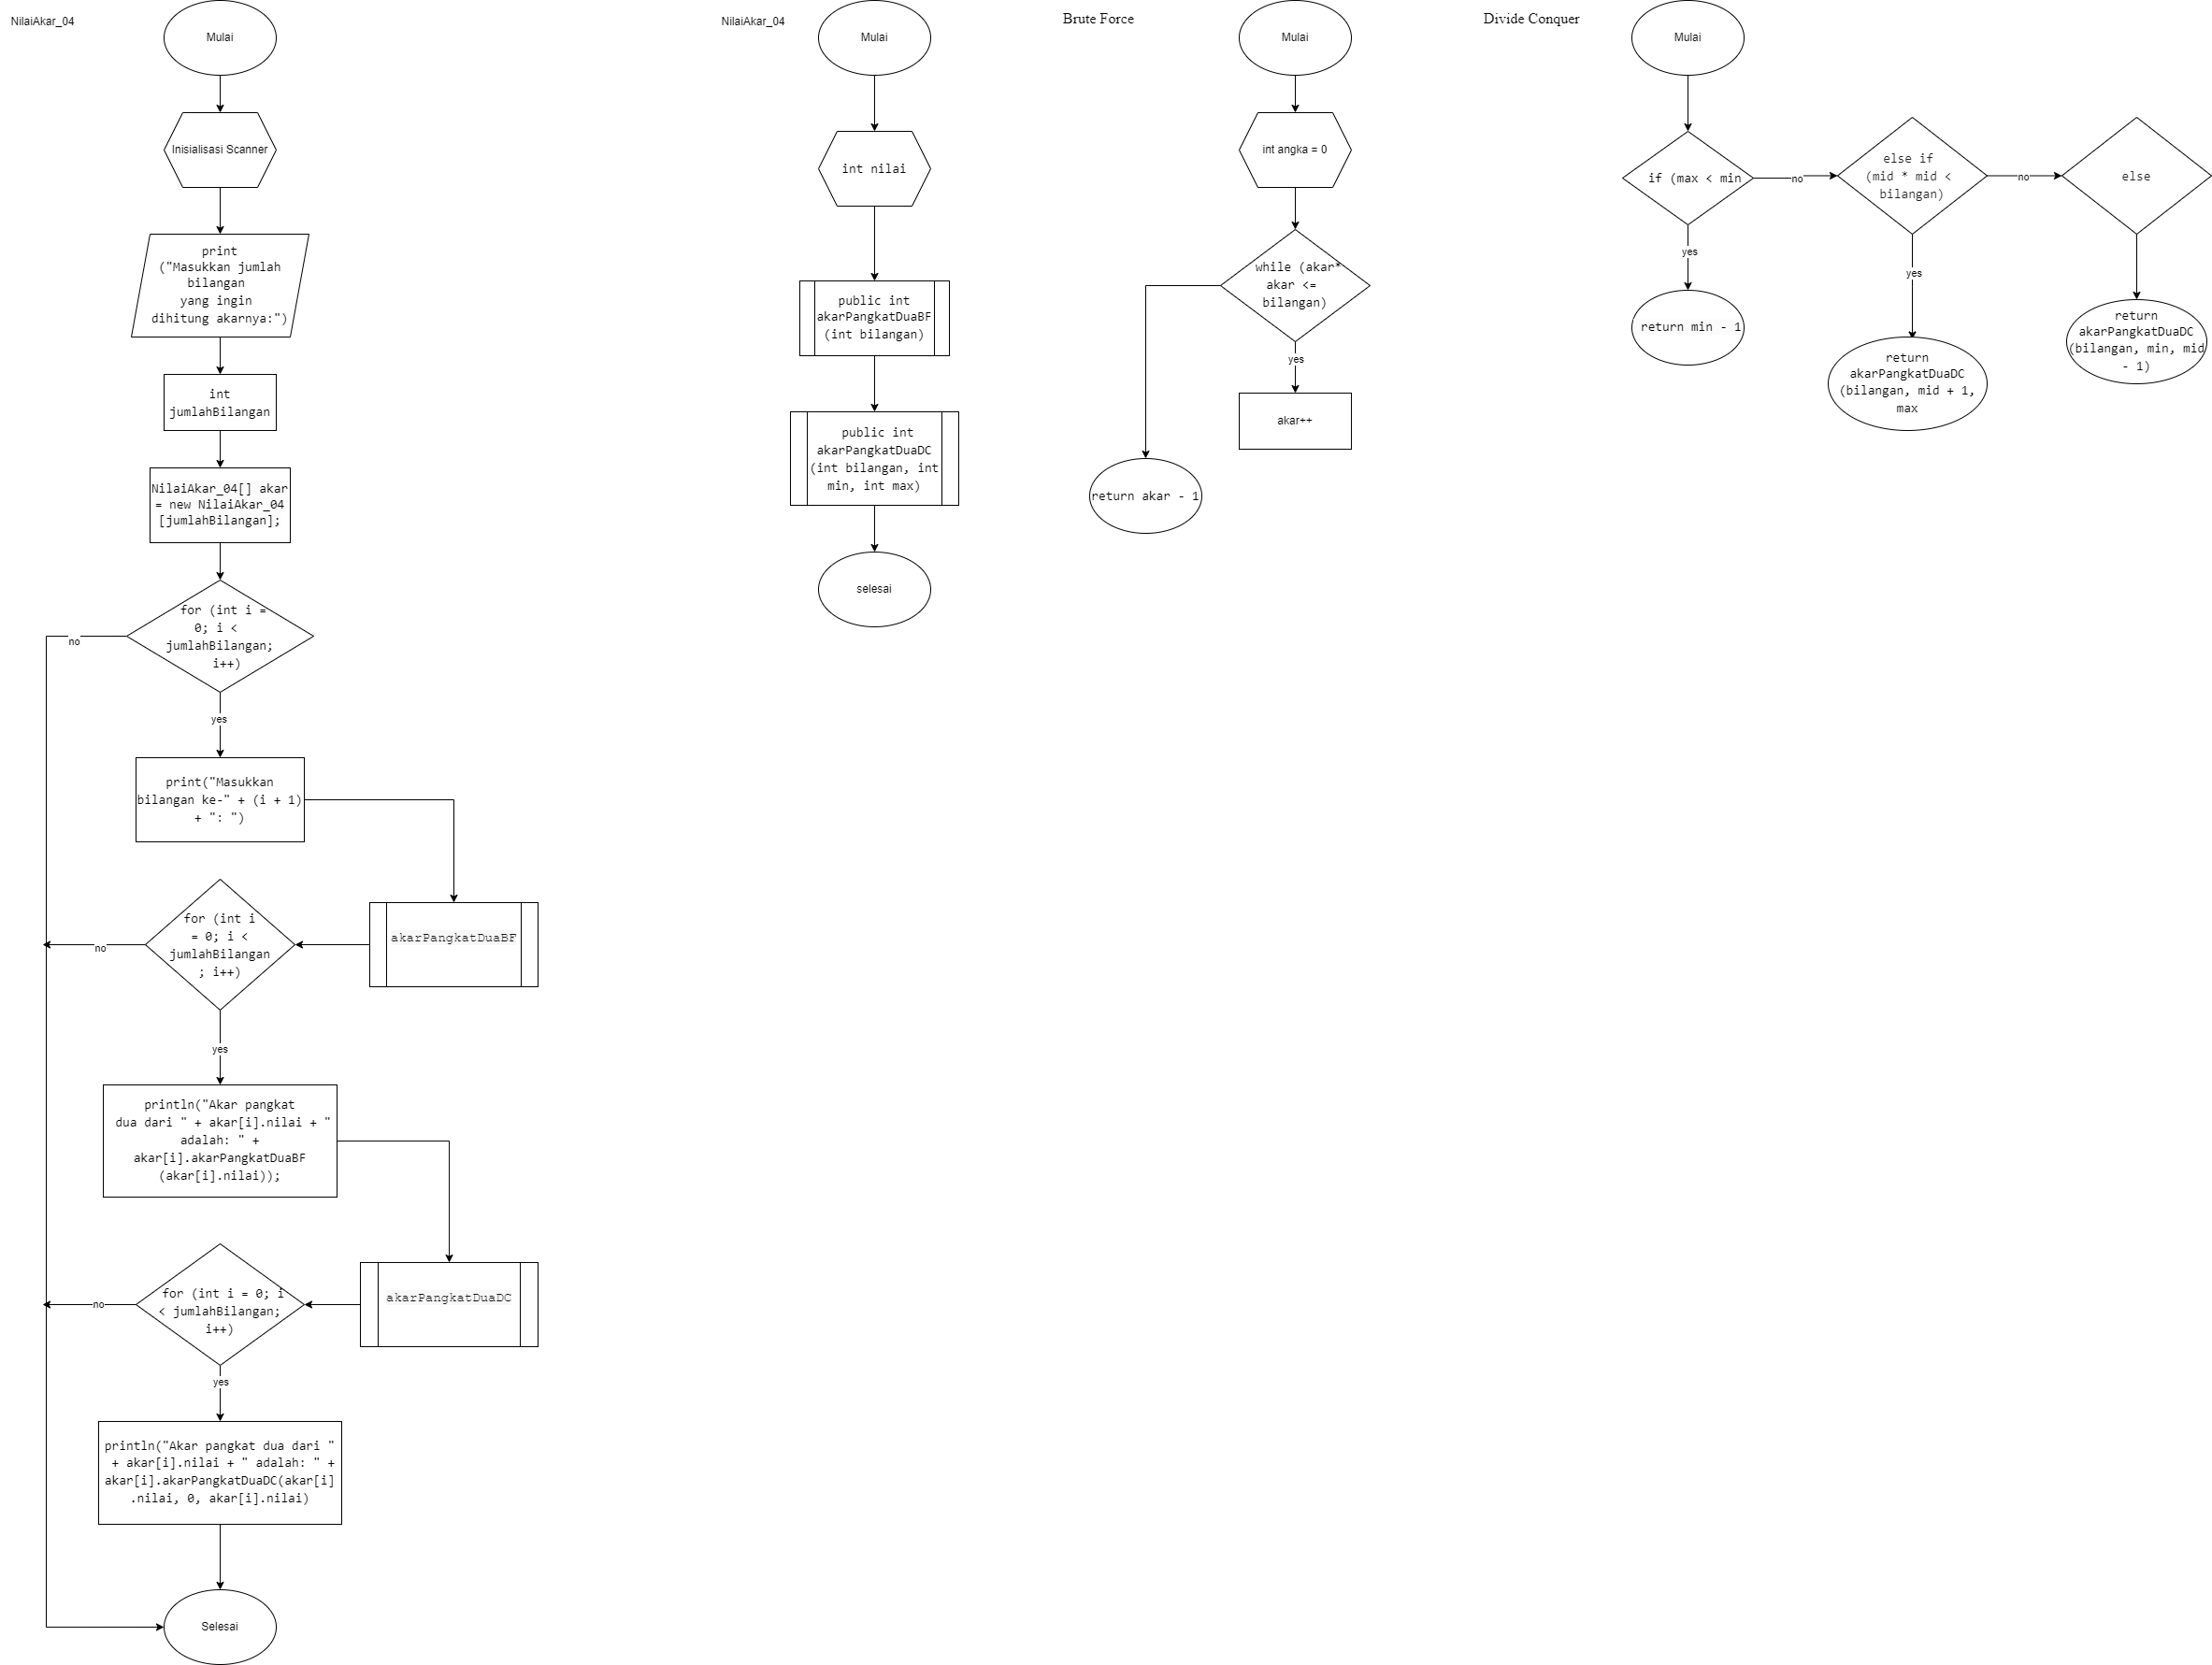 NilaiAkar_04
Mulai
Inisialisasi Scanner
print
("Masukkan jumlah
bilangan
yang ingin
dihitung akarnya:")
int
jumlahBilangan
NilaiAkar_04[] akar
= new NilaiAkar_04
[jumlahBilangan];
for (int i =
0; i <
jumlahBilangan;
i++)
no
yes
print("Masukkan
bilangan ke-" + (i + 1)
+ ": ")
akarPangkatDuaBF
for (int i
= 0; i <
jumlahBilangan
; i++)
no
yes
println("Akar pangkat
dua dari " + akar[i].nilai + "
adalah: " +
akar[i].akarPangkatDuaBF
(akar[i].nilai));
akarPangkatDuaDC
for (int i = 0; i
< jumlahBilangan;
i++)
no
yes
println("Akar pangkat dua dari "
+ akar[i].nilai + " adalah: " +
akar[i].akarPangkatDuaDC(akar[i]
.nilai, 0, akar[i].nilai)
Selesai
NilaiAkar_04
Mulai
int nilai
public int
akarPangkatDuaBF
(int bilangan)
public int
akarPangkatDuaDC
(int bilangan, int
min, int max)
selesai
Brute Force
Mulai
int angka = 0
while (akar*
akar <=
bilangan)
yes
akar++
return akar - 1
Divide Conquer
Mulai
if (max < min
no
yes
return min - 1
else if
(mid * mid <
bilangan)
no
yes
return
akarPangkatDuaDC
(bilangan, mid + 1,
max
else
return
akarPangkatDuaDC
(bilangan, min, mid
- 1)